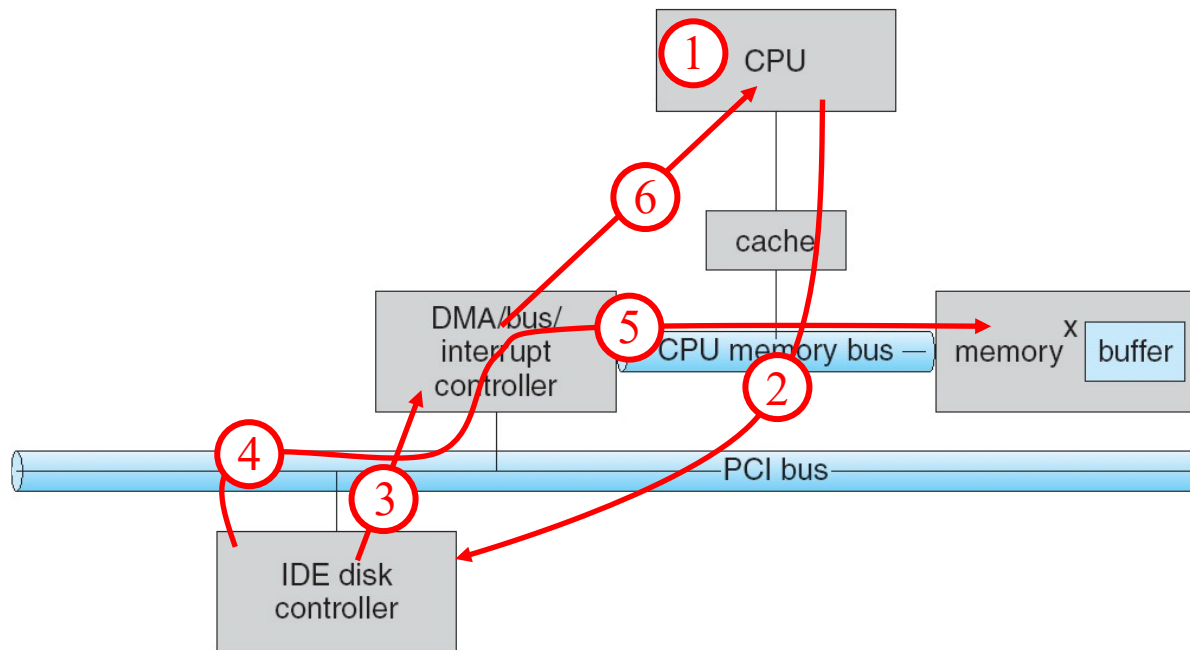 1
CPU
6
cache
DMA/bus/
interrupt
controller
5
CPU memory bus
memory
x
buffer
2
4
PCI bus
3
IDE disk
controller